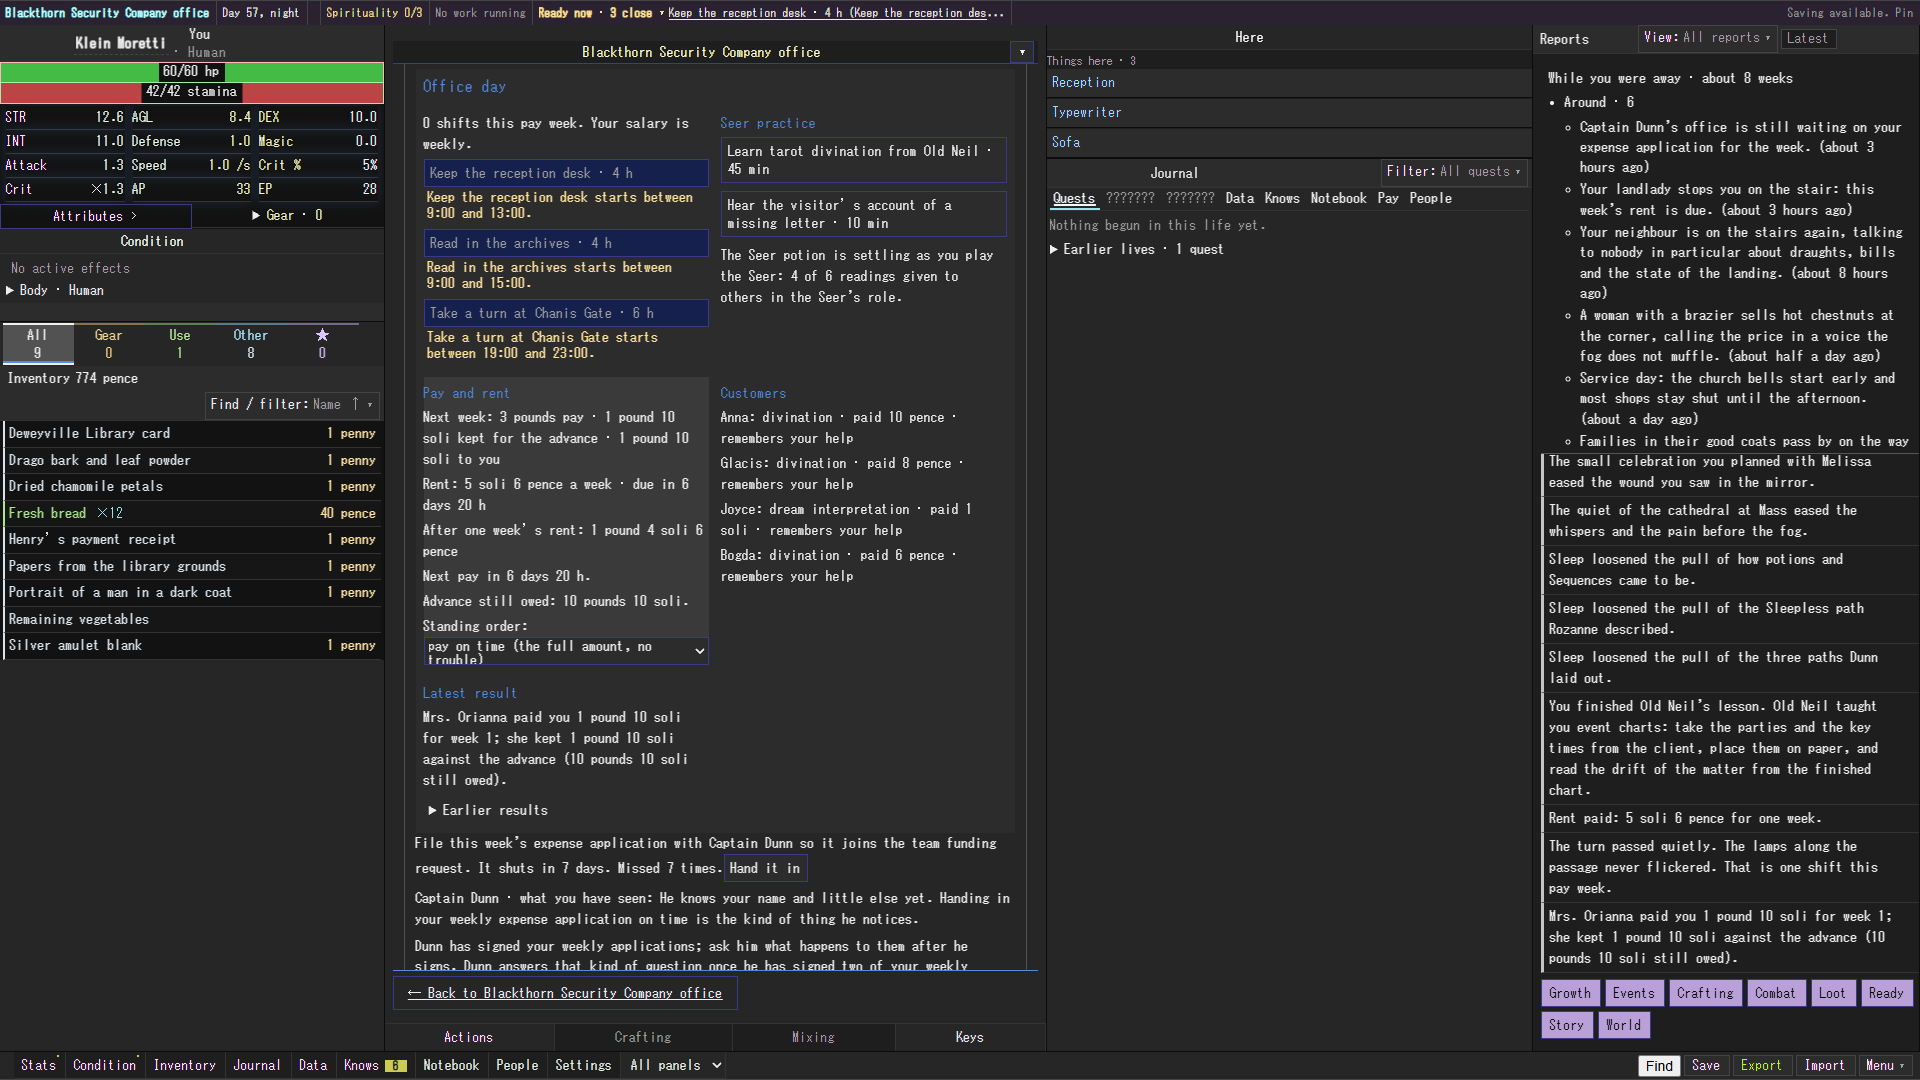 Blackthorn Security Company office
Day 57, night
Spirituality 0/3
No work running
Ready now · 3 close ▾ Keep the reception desk · 4 h (Keep the reception des...
Saving available. Pin
Klein Moretti · You
Human
60/60 hp
42/42 stamina
STR 12.6 AGL 8.4 DEX 10.0
INT 11.0 Defense 1.0 Magic 0.0
Attack 1.3 Speed 1.0 /s Crit % 5%
Crit ×1.3 AP 33 EP 28
Attributes >
▶ Gear · 0
Condition
No active effects
▶ Body · Human
All 9
Gear 0
Use 1
Other 8
★ 0
Inventory 774 pence
Find / filter: Name ↑ ▾
Deweyville Library card 1 penny
Drago bark and leaf powder 1 penny
Dried chamomile petals 1 penny
Fresh bread ×12 40 pence
Henry's payment receipt 1 penny
Papers from the library grounds 1 penny
Portrait of a man in a dark coat 1 penny
Remaining vegetables
Silver amulet blank 1 penny
Blackthorn Security Company office
▾
Office day
0 shifts this pay week. Your salary is
weekly.
Keep the reception desk · 4 h
Keep the reception desk starts between
9:00 and 13:00.
Read in the archives · 4 h
Read in the archives starts between
9:00 and 15:00.
Take a turn at Chanis Gate · 6 h
Take a turn at Chanis Gate starts
between 19:00 and 23:00.
Seer practice
Learn tarot divination from Old Neil ·
45 min
Hear the visitor's account of a
missing letter · 10 min
The Seer potion is settling as you play
the Seer: 4 of 6 readings given to
others in the Seer's role.
Pay and rent
Next week: 3 pounds pay · 1 pound 10
soli kept for the advance · 1 pound 10
soli to you
Rent: 5 soli 6 pence a week · due in 6
days 20 h
After one week's rent: 1 pound 4 soli 6
pence
Next pay in 6 days 20 h.
Advance still owed: 10 pounds 10 soli.
Standing order:
pay on time (the full amount, no
trouble)
Customers
Anna: divination · paid 10 pence ·
remembers your help
Glacis: divination · paid 8 pence ·
remembers your help
Joyce: dream interpretation · paid 1
soli · remembers your help
Bogda: divination · paid 6 pence ·
remembers your help
Latest result
Mrs. Orianna paid you 1 pound 10 soli
for week 1; she kept 1 pound 10 soli
against the advance (10 pounds 10 soli
still owed).
▶ Earlier results
File this week's expense application with Captain Dunn so it joins the team funding
request. It shuts in 7 days. Missed 7 times. Hand it in
Captain Dunn · what you have seen: He knows your name and little else yet. Handing in
your weekly expense application on time is the kind of thing he notices.
Dunn has signed your weekly applications; ask him what happens to them after he
signs. Dunn answers that kind of question once he has signed two of your weekly
← Back to Blackthorn Security Company office
Actions
Crafting
Mixing
Keys
Here
Things here · 3
Reception
Typewriter
Sofa
Journal
Filter: All quests ▾
Quests ??????? ??????? Data Knows Notebook Pay People
Nothing begun in this life yet.
▶ Earlier lives · 1 quest
Reports
View: All reports ▾
Latest
While you were away · about 8 weeks
• Around · 6
Captain Dunn's office is still waiting on your
expense application for the week. (about 3
hours ago)
Your landlady stops you on the stair: this
week's rent is due. (about 3 hours ago)
Your neighbour is on the stairs again, talking
to nobody in particular about draughts, bills
and the state of the landing. (about 8 hours
ago)
A woman with a brazier sells hot chestnuts at
the corner, calling the price in a voice the
fog does not muffle. (about half a day ago)
Service day: the church bells start early and
most shops stay shut until the afternoon.
(about a day ago)
Families in their good coats pass by on the way
The small celebration you planned with Melissa
eased the wound you saw in the mirror.
The quiet of the cathedral at Mass eased the
whispers and the pain before the fog.
Sleep loosened the pull of how potions and
Sequences came to be.
Sleep loosened the pull of the Sleepless path
Rozanne described.
Sleep loosened the pull of the three paths Dunn
laid out.
You finished Old Neil's lesson. Old Neil taught
you event charts: take the parties and the key
times from the client, place them on paper, and
read the drift of the matter from the finished
chart.
Rent paid: 5 soli 6 pence for one week.
The turn passed quietly. The lamps along the
passage never flickered. That is one shift this
pay week.
Mrs. Orianna paid you 1 pound 10 soli for week 1;
she kept 1 pound 10 soli against the advance (10
pounds 10 soli still owed).
Growth Events Crafting Combat Loot Ready
Story World
Stats Condition Inventory Journal Data Knows 8 Notebook People Settings All panels
Find Save Export Import Menu ▾